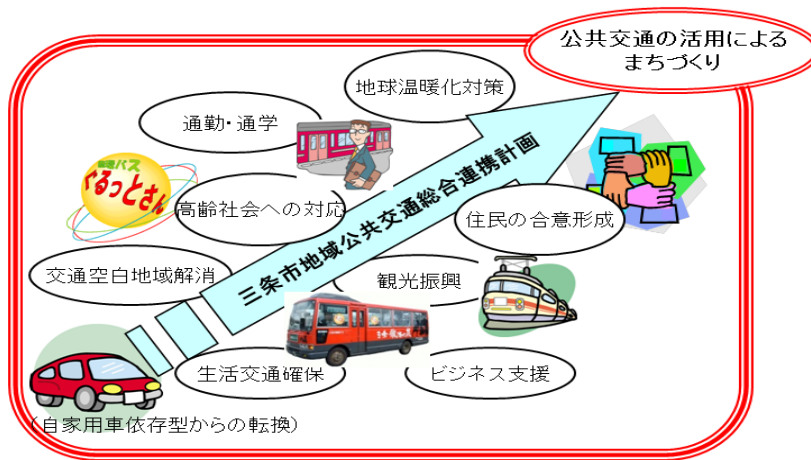 公共交通の活用による
まちづくり
地球温暖化対策
通勤・通学
循環バス
ぐるっとさん
高齢社会への対応
三条市地域公共交通総合連携計画
住民の合意形成
交通空白地域解消
観光振興
生活交通確保
ビジネス支援
（自家用車依存型からの転換）